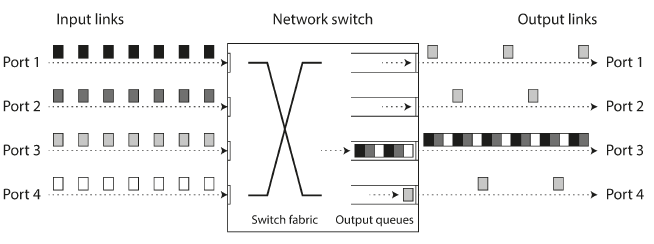 Input links
Network switch
Output links
Port 1
Port 1
Port 2
Port 2
Port 3
Port 3
Port 4
Port 4
Switch fabric
Output queues